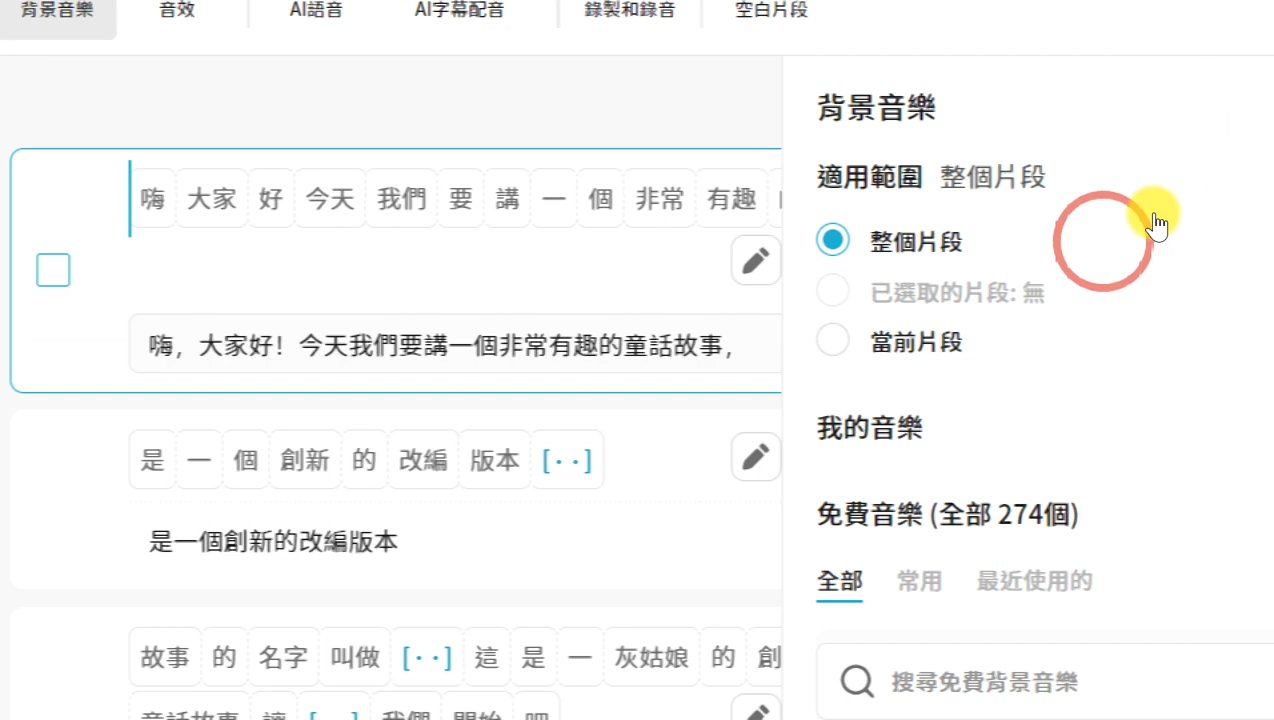 背景音樂 音效 AI語音 AI字幕配音 錄製和錄音 空白片段
嗨 大家 好 今天 我們 要 講 一 個 非常 有趣
嗨，大家好！今天我們要講一個非常有趣的童話故事，
是 一 個 創新 的 改編 版本 [··]
是一個創新的改編版本
故事 的 名字 叫做 [··] 這 是 一 灰姑娘 的 創
童話故事 讓 [··] 我們 開始 吧
背景音樂
適用範圍 整個片段
整個片段
已選取的片段: 無
當前片段
我的音樂
免費音樂 (全部 274個)
全部 常用 最近使用的
搜尋免費背景音樂